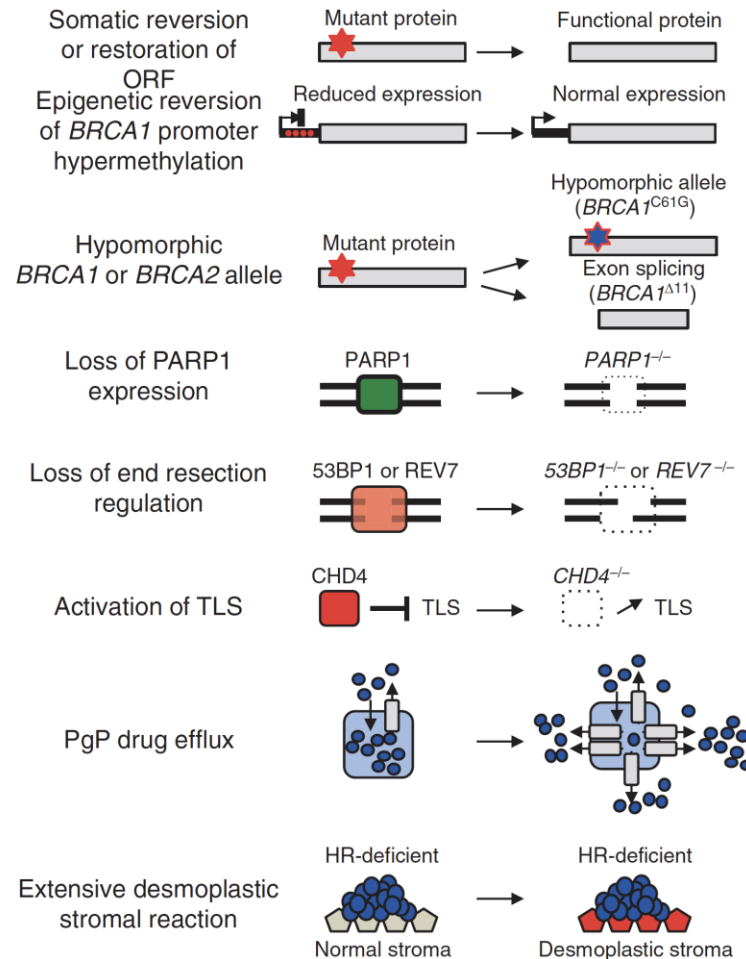 Somatic reversion
or restoration of
ORF
Mutant protein
Functional protein
Epigenetic reversion
of BRCA1 promoter
hypermethylation
Reduced expression
Normal expression
Hypomorphic
BRCA1 or BRCA2 allele
Mutant protein
Hypomorphic allele
(BRCA1C61G)
Exon splicing
(BRCA1Δ11)
Loss of PARP1
expression
PARP1
PARP1–/–
Loss of end resection
regulation
53BP1 or REV7
53BP1–/– or REV7–/–
Activation of TLS
CHD4
TLS
CHD4–/–
TLS
PgP drug efflux
Extensive desmoplastic
stromal reaction
HR-deficient
Normal stroma
HR-deficient
Desmoplastic stroma